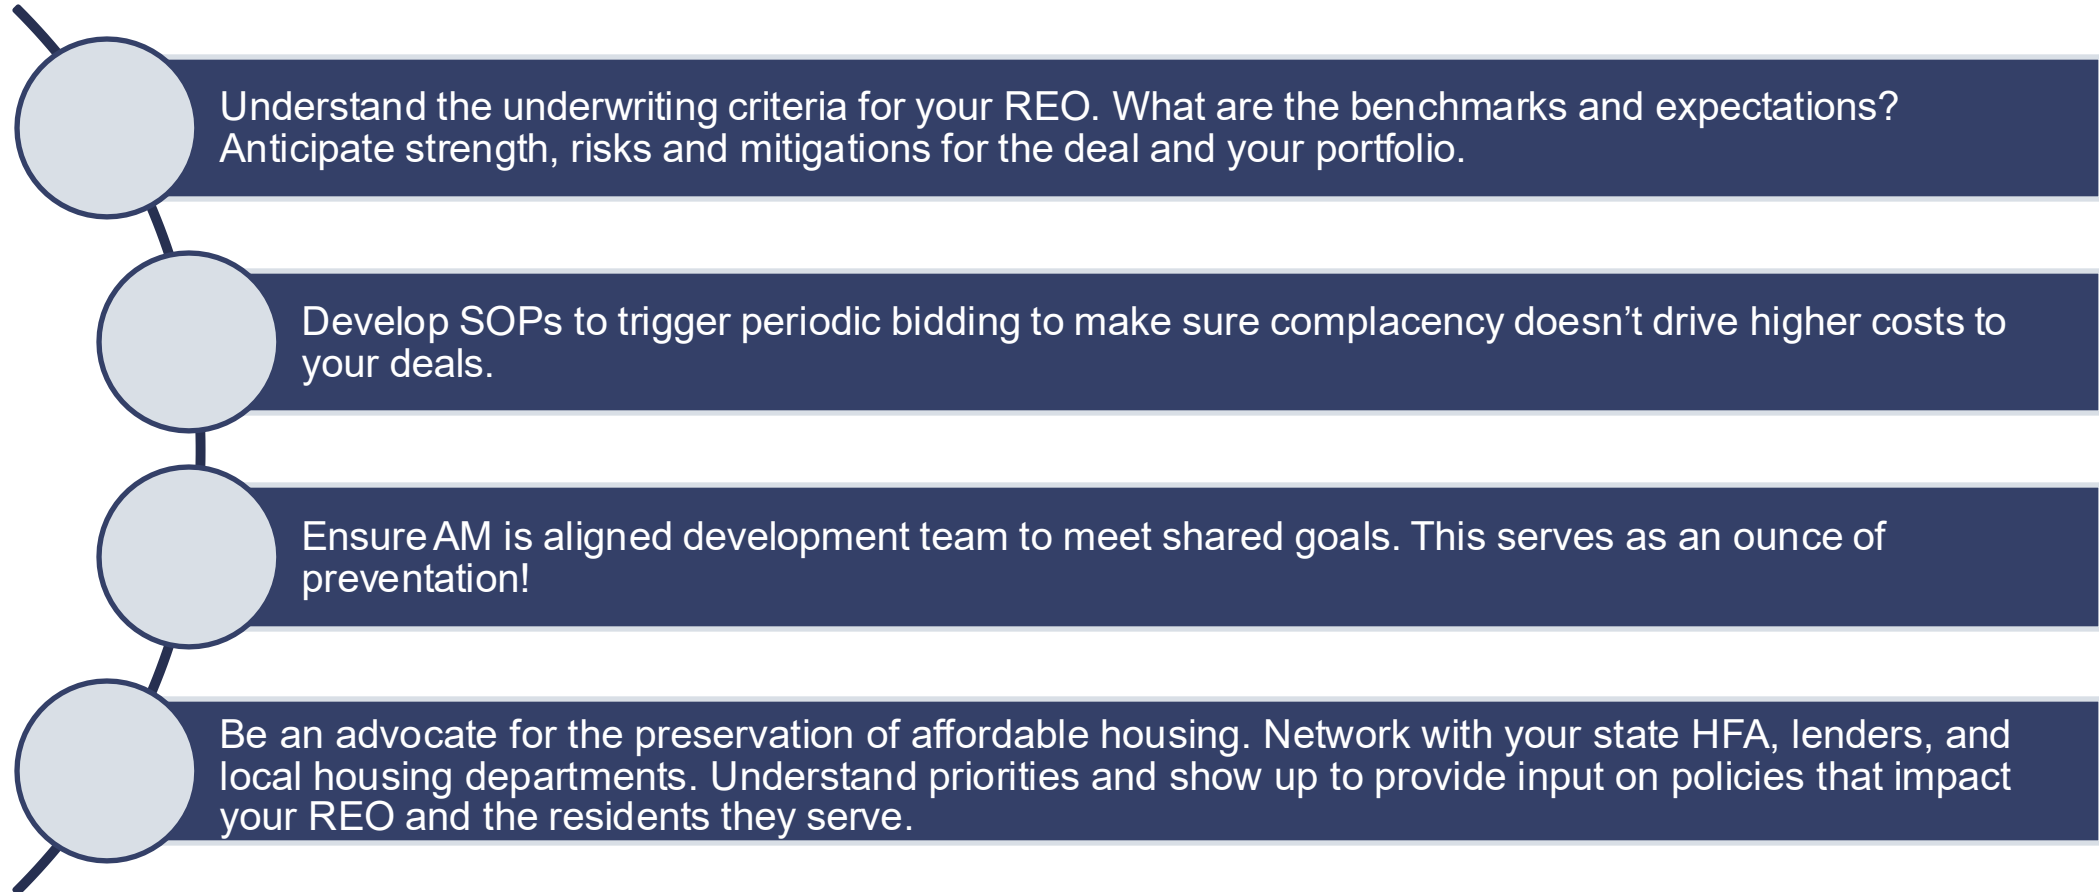 Understand the underwriting criteria for your REO. What are the benchmarks and expectations?
Anticipate strength, risks and mitigations for the deal and your portfolio.
Develop SOPs to trigger periodic bidding to make sure complacency doesn’t drive higher costs to
your deals.
Ensure AM is aligned development team to meet shared goals. This serves as an ounce of
preventation!
Be an advocate for the preservation of affordable housing. Network with your state HFA, lenders, and
local housing departments. Understand priorities and show up to provide input on policies that impact
your REO and the residents they serve.